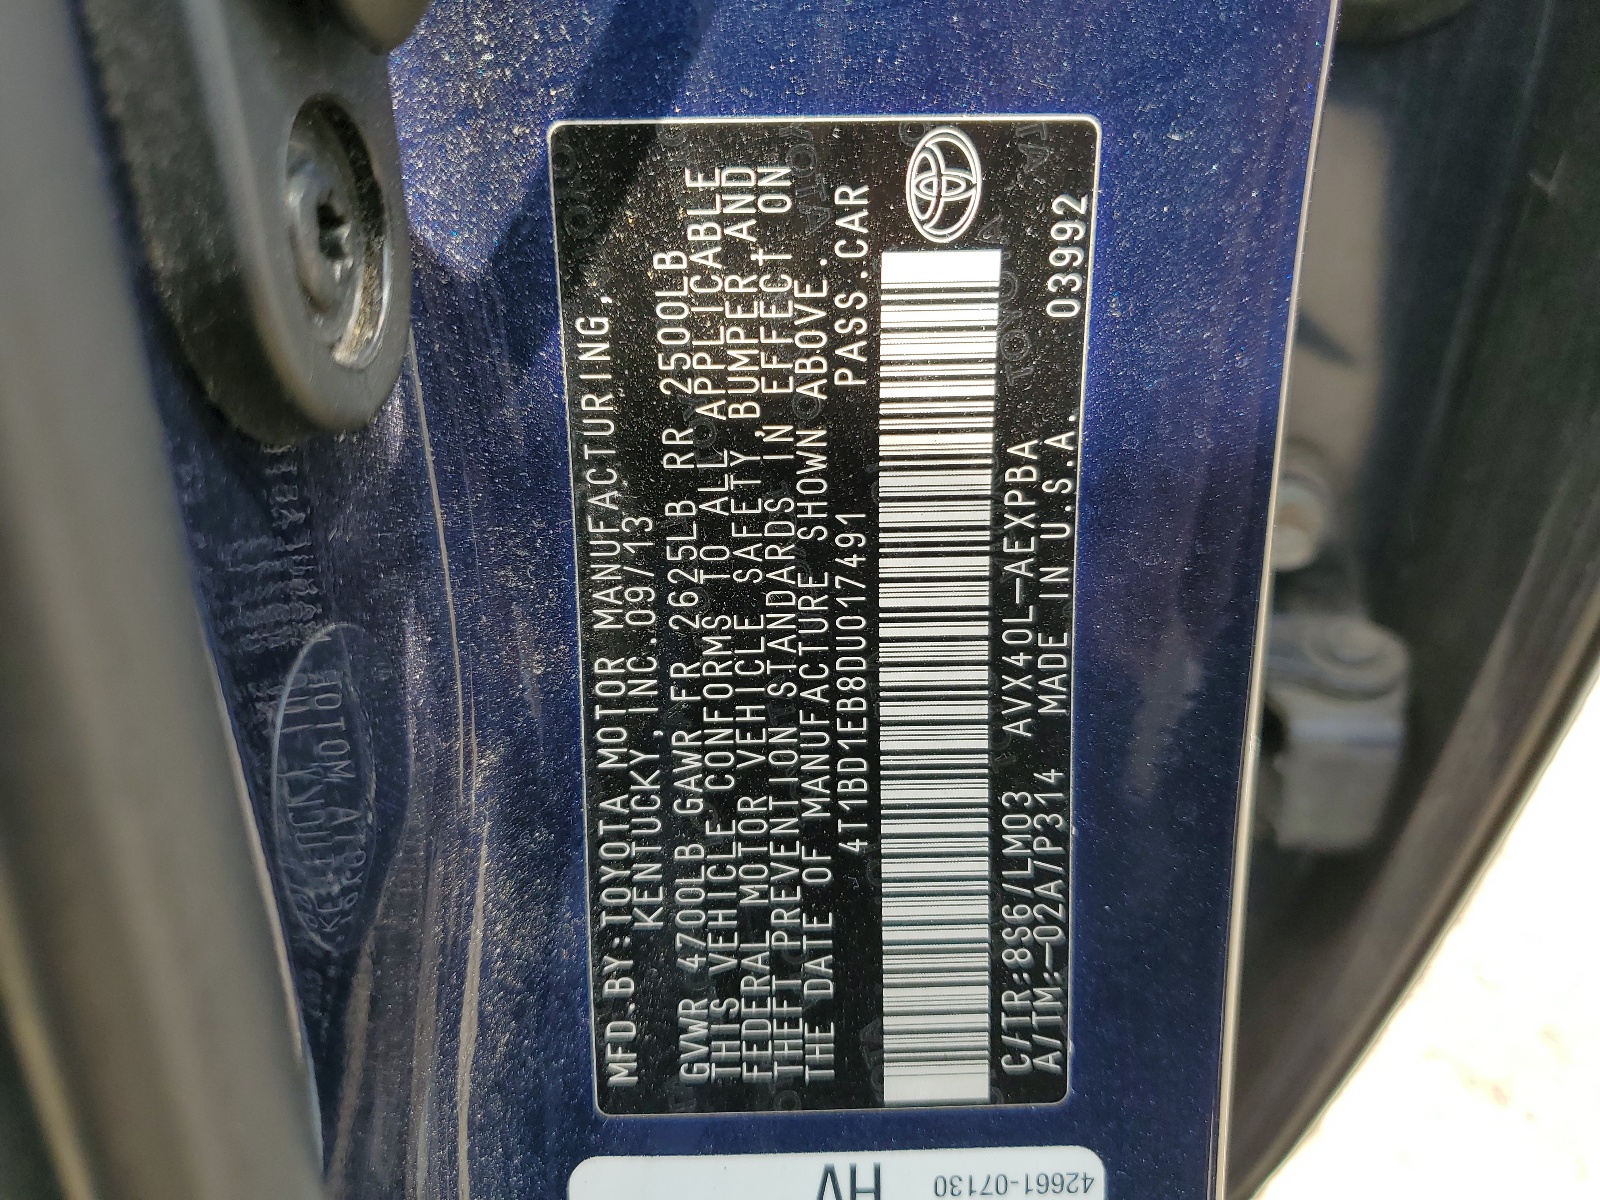 MFD.BY:TOYOTA MOTOR MANUFACTURING,
KENTUCKY,INC.09/13
GVWR 4700LB GAWR FR 2625LB RR 2500LB
THIS VEHICLE CONFORMS TO ALL APPLICABLE
FEDERAL MOTOR VEHICLE SAFETY, BUMPER,AND
THEFT PREVENTION STANDARDS IN EFFECT ON
THE DATE OF MANUFACTURE SHOWN ABOVE.
4T1BD1EB8DU017491 PASS.CAR
C/TR:8S6/LM03 AVX40L-AEXPBA
A/TM:-02A/P314 MADE IN U.S.A. 03992
HV
42661-07130